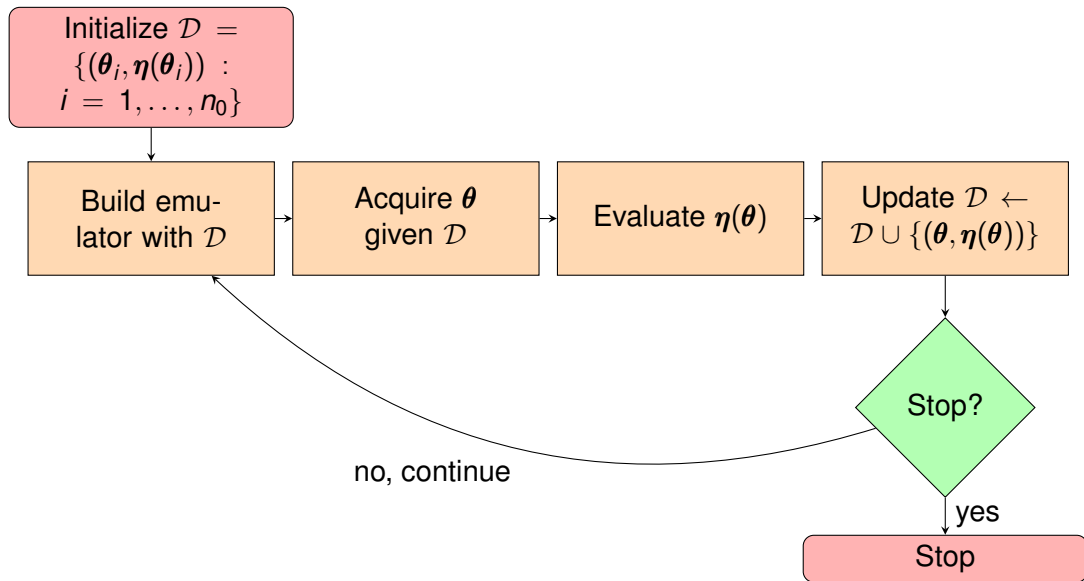 Initialize 𝒟 =
{(𝜽ᵢ, 𝜼(𝜽ᵢ)) :
i = 1, . . . , n₀}
Build emu-
lator with 𝒟
Acquire 𝜽
given 𝒟
Evaluate 𝜼(𝜽)
Update 𝒟 ←
𝒟 ∪ {(𝜽, 𝜼(𝜽))}
Stop?
no, continue
yes
Stop